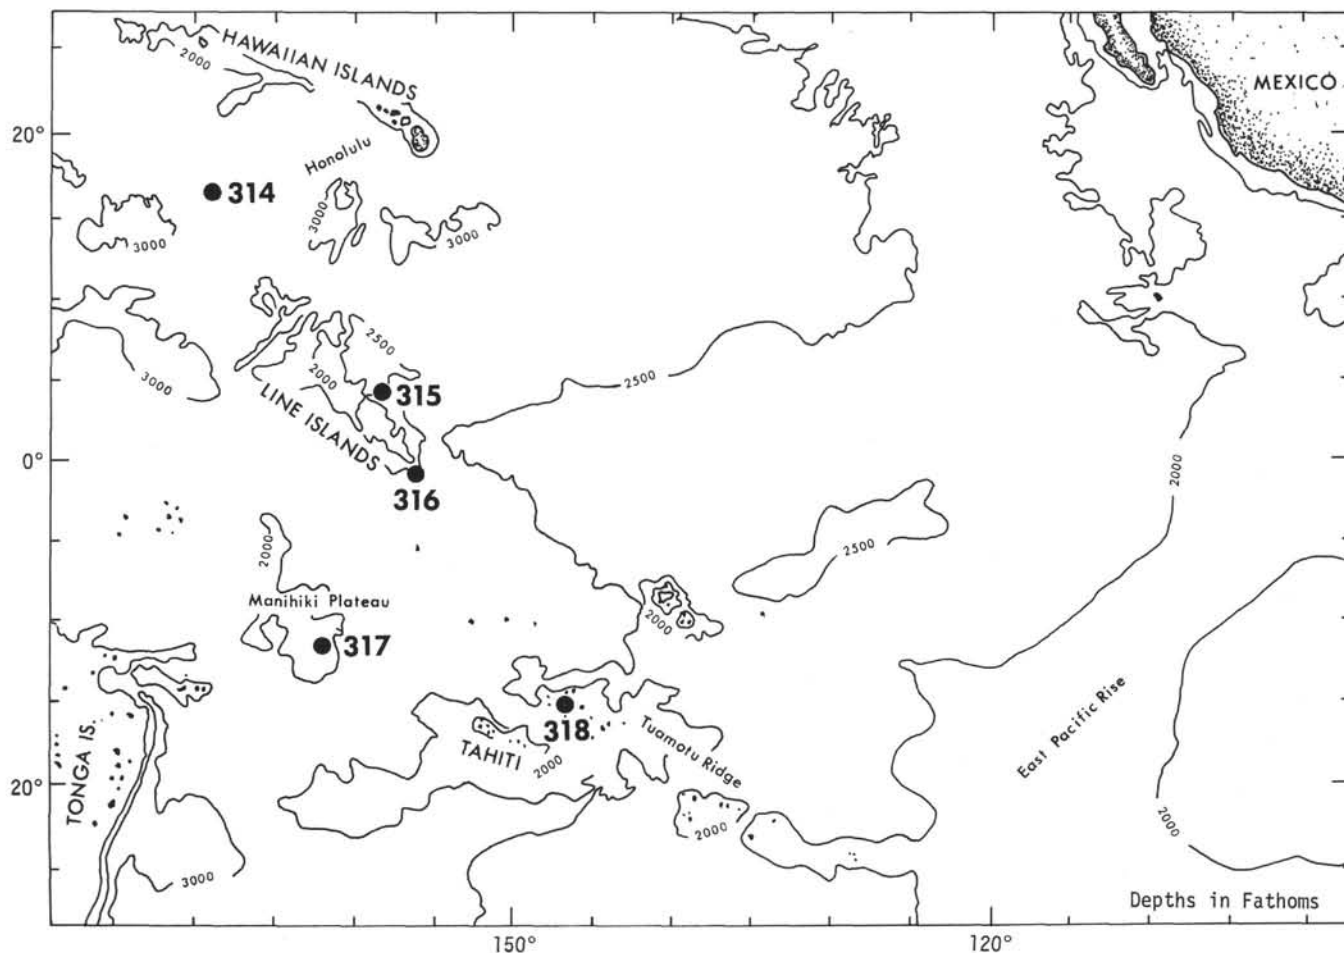 HAWAIIAN ISLANDS
2000
MEXICO
20°
Honolulu
314
3000
3000
3000
2500
3000
2000
2500
315
LINE ISLANDS
0°
316
2000
2000
2500
Manihiki Plateau
2000
317
318
TAHITI
2000
Tuamotu Ridge
East Pacific Rise
TONGA IS.
20°
2000
2000
3000
Depths in Fathoms
150°
120°